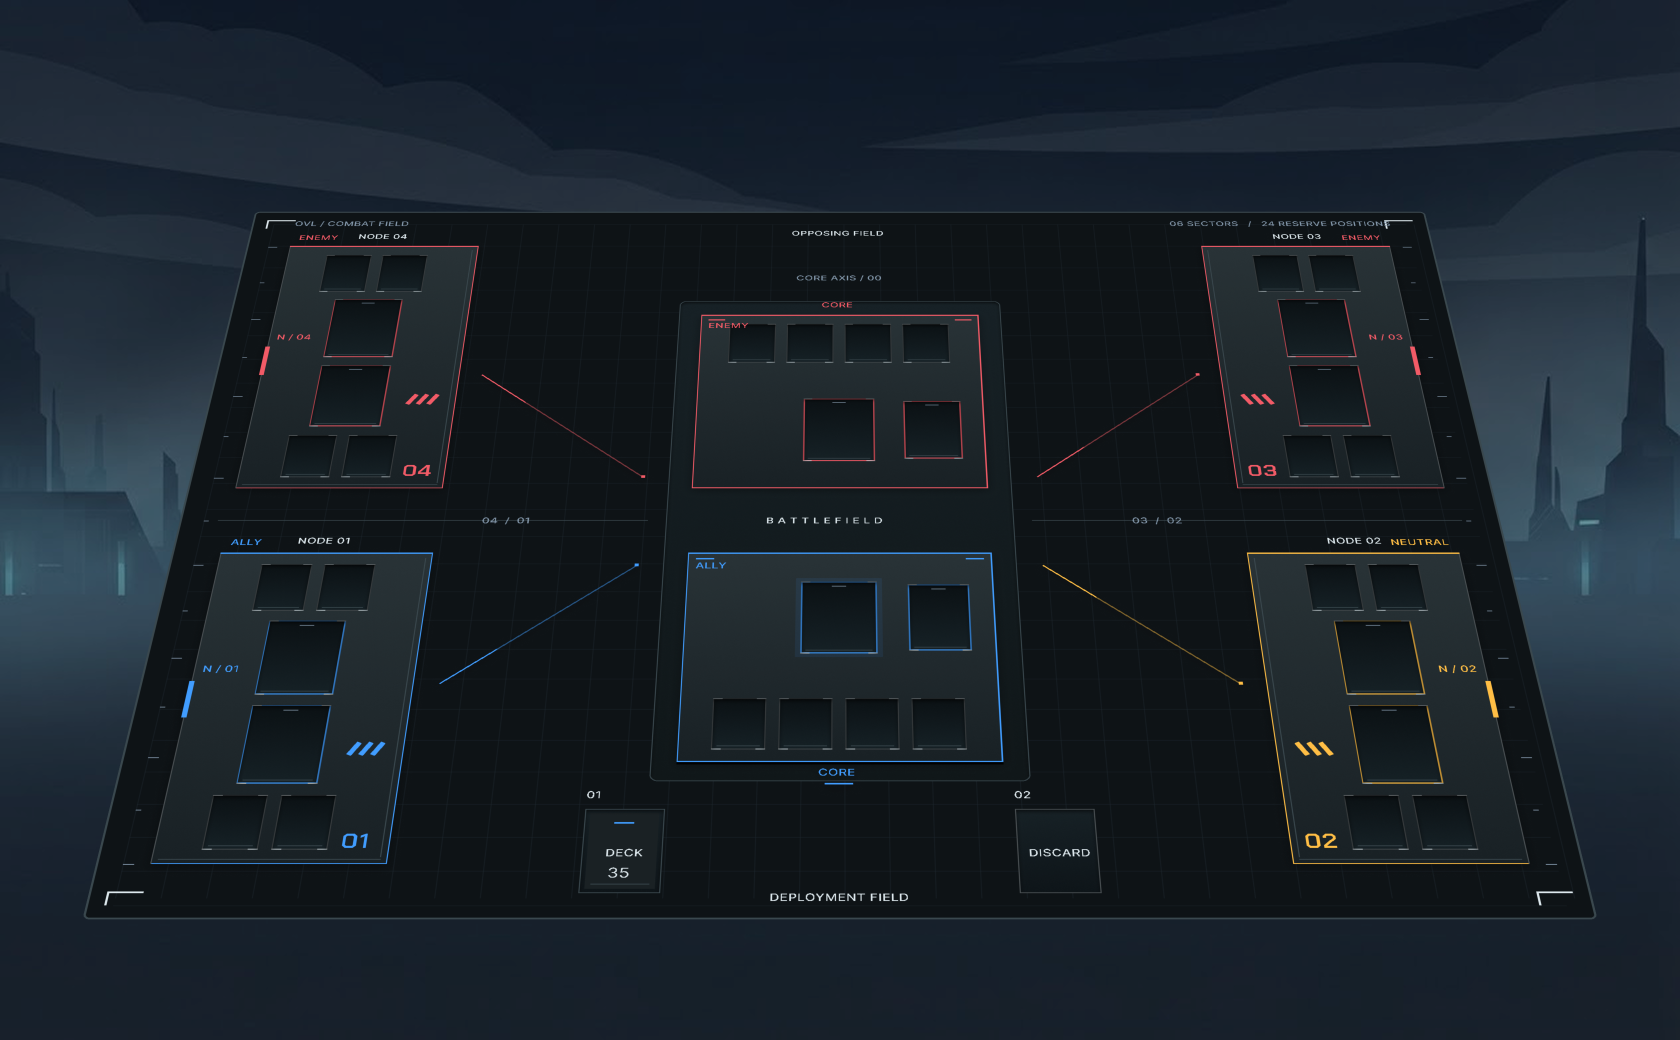 OVL / COMBAT FIELD
06 SECTORS / 24 RESERVE POSITIONS
ENEMY NODE 04
OPPOSING FIELD
NODE 03 ENEMY
CORE AXIS / 00
CORE
ENEMY
N / 04
N / 03
04
03
04 / 01
BATTLEFIELD
03 / 02
ALLY NODE 01
NODE 02 NEUTRAL
ALLY
N / 01
N / 02
CORE
01
02
01
02
DECK
35
DISCARD
DEPLOYMENT FIELD